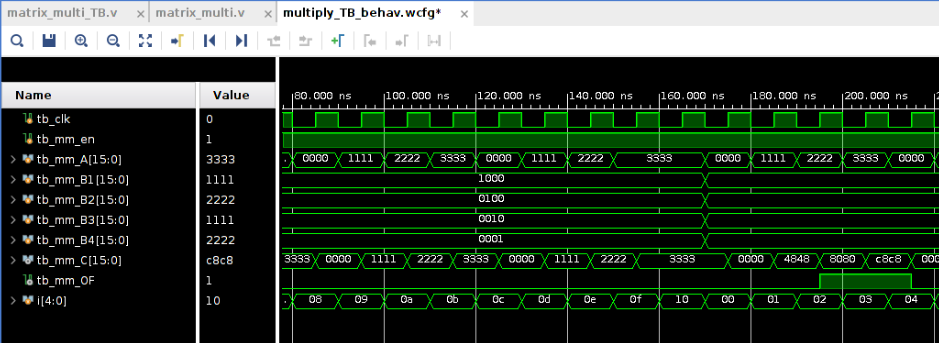 matrix_multi_TB.v × matrix_multi.v × multiply_TB_behav.wcfg* ×
Name Value 80.000 ns 100.000 ns 120.000 ns 140.000 ns 160.000 ns 180.000 ns 200.000 ns
tb_clk 0
tb_mm_en 1
tb_mm_A[15:0] 3333 0000 1111 2222 3333 0000 1111 2222 3333 0000 1111 2222 3333 0000
tb_mm_B1[15:0] 1111 1000
tb_mm_B2[15:0] 2222 0100
tb_mm_B3[15:0] 1111 0010
tb_mm_B4[15:0] 2222 0001
tb_mm_C[15:0] c8c8 3333 0000 1111 2222 3333 0000 1111 2222 3333 0000 4848 8080 c8c8 000
tb_mm_OF 1
i[4:0] 10 08 09 0a 0b 0c 0d 0e 0f 10 00 01 02 03 04